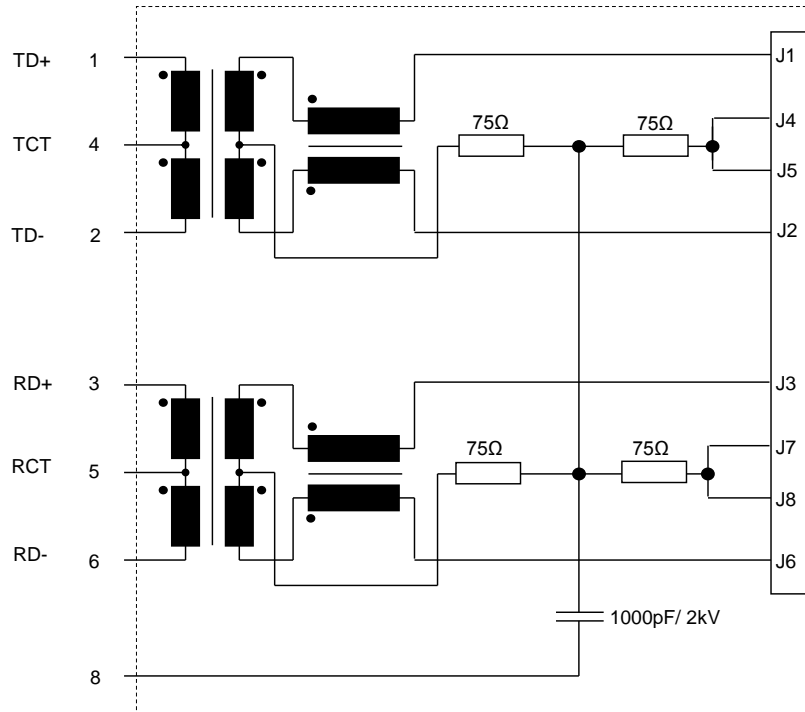 TD+ 1
J1
75Ω 75Ω
J4
TCT 4
J5
TD- 2
J2
RD+ 3
J3
J7
75Ω 75Ω
RCT 5
J8
RD- 6
J6
1000pF/ 2kV
8